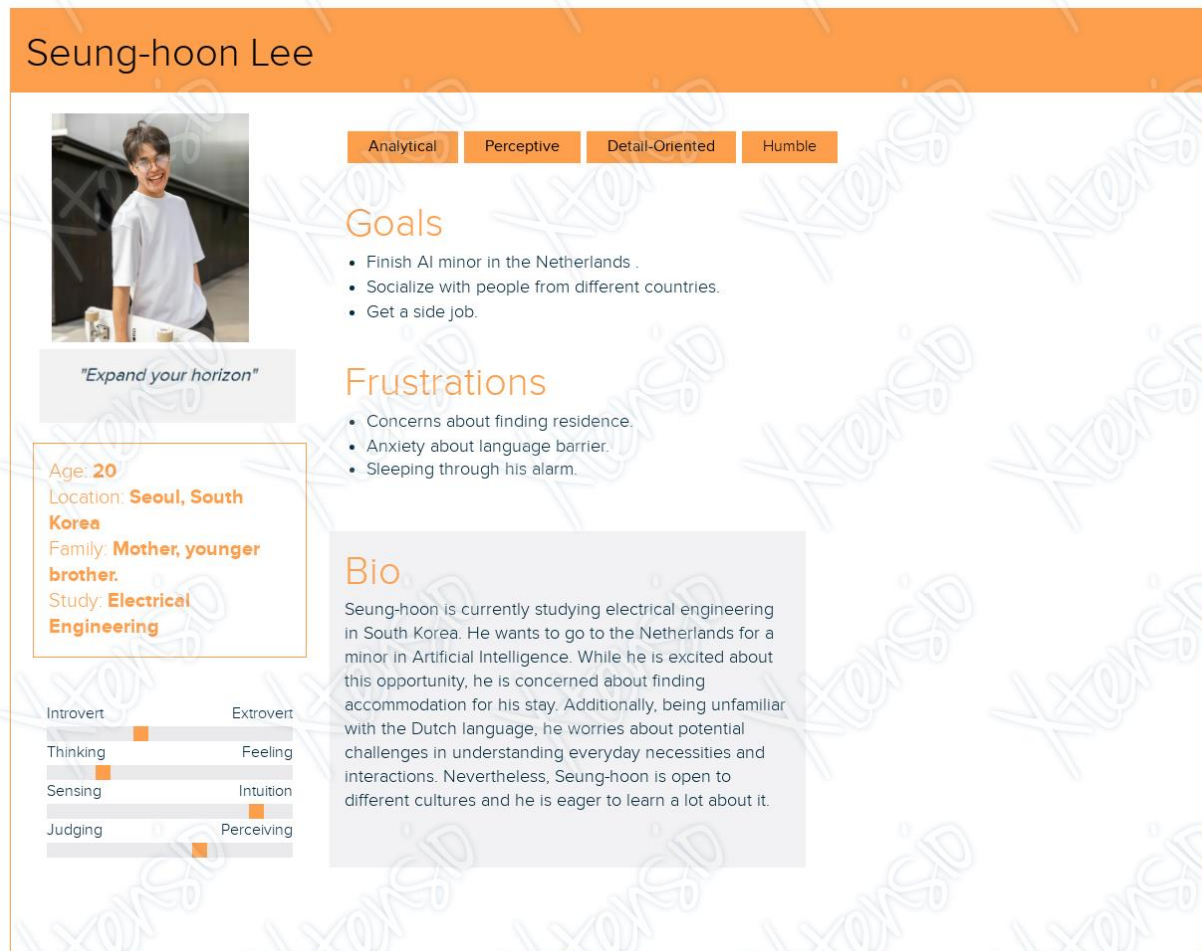 Seung-hoon Lee
Analytical
Perceptive
Detail-Oriented
Humble
"Expand your horizon"
Age: 20
Location: Seoul, South
Korea
Family: Mother, younger
brother.
Study: Electrical
Engineering
Introvert Extrovert
Thinking Feeling
Sensing Intuition
Judging Perceiving
Goals
• Finish AI minor in the Netherlands .
• Socialize with people from different countries.
• Get a side job.
Frustrations
• Concerns about finding residence.
• Anxiety about language barrier.
• Sleeping through his alarm.
Bio
Seung-hoon is currently studying electrical engineering
in South Korea. He wants to go to the Netherlands for a
minor in Artificial Intelligence. While he is excited about
this opportunity, he is concerned about finding
accommodation for his stay. Additionally, being unfamiliar
with the Dutch language, he worries about potential
challenges in understanding everyday necessities and
interactions. Nevertheless, Seung-hoon is open to
different cultures and he is eager to learn a lot about it.
xtensio